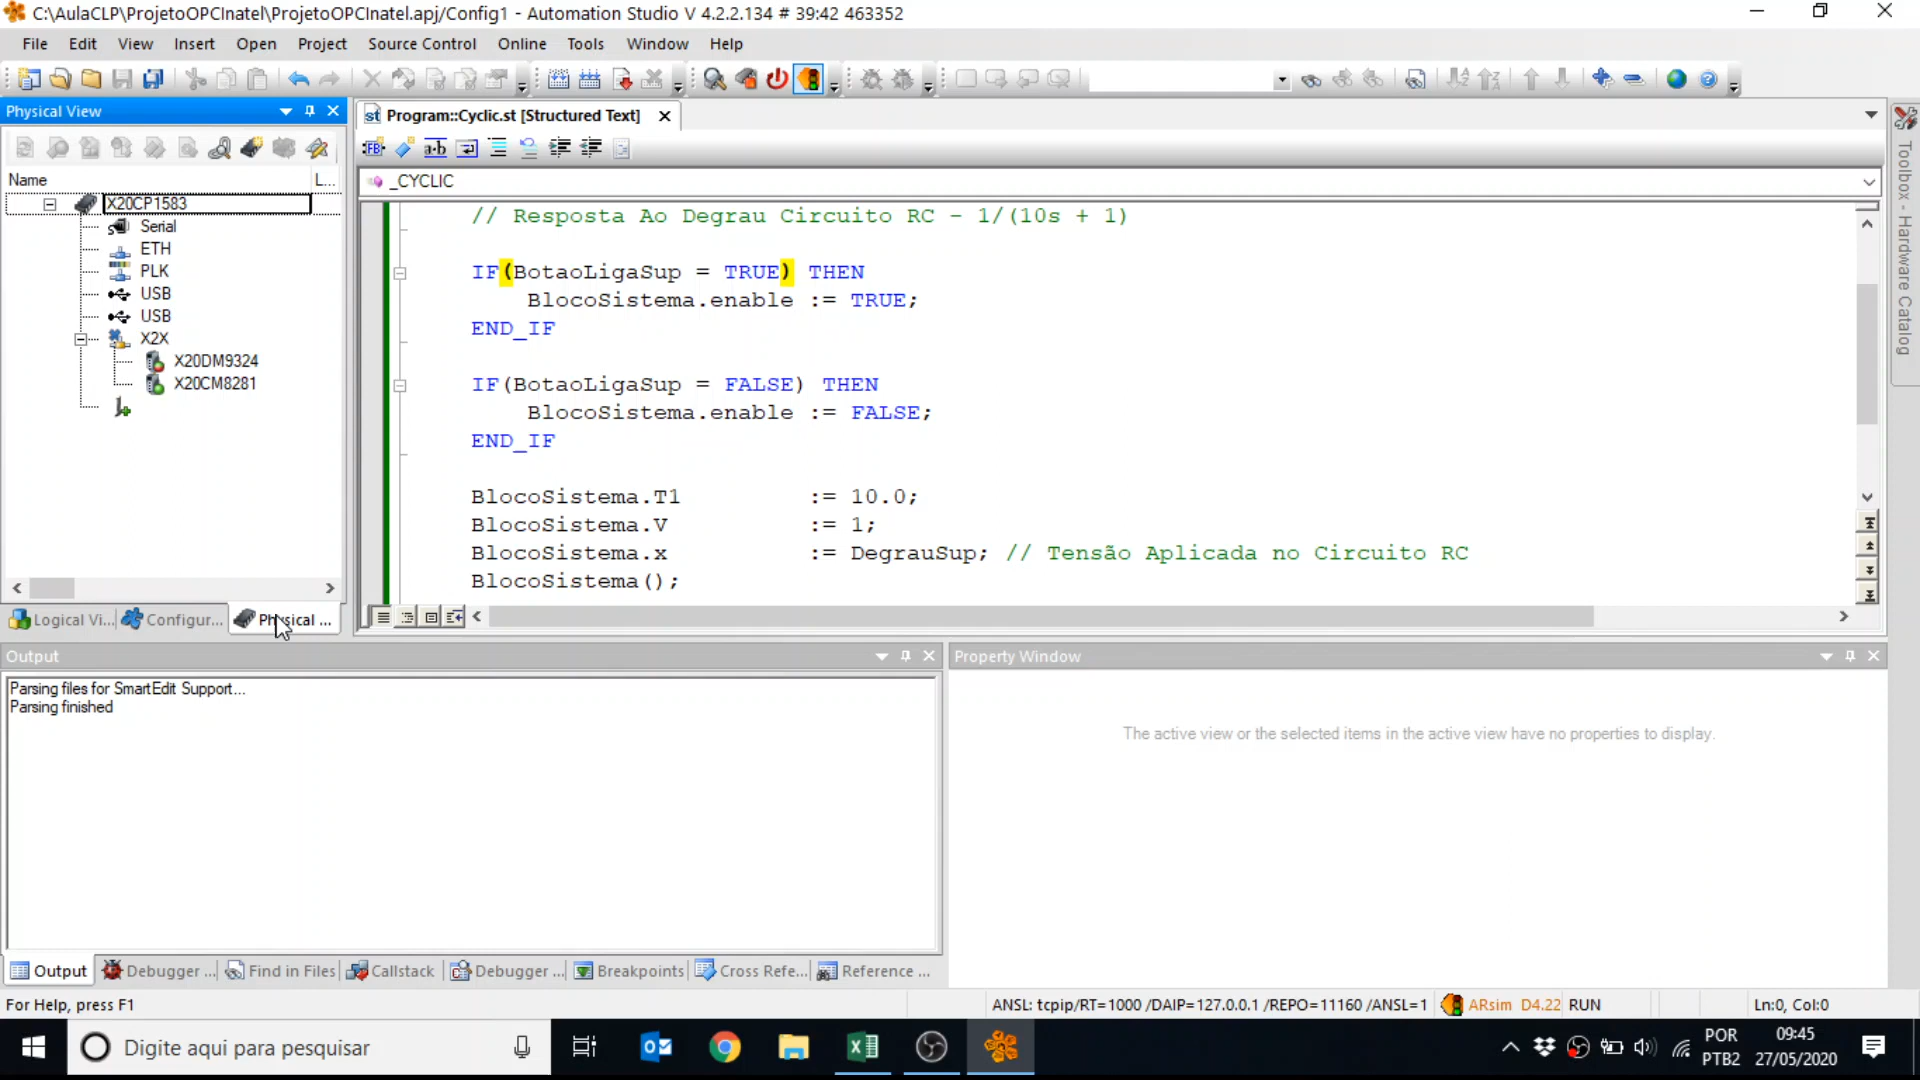 C:\AulaCLP\ProjetoOPCInatel\ProjetoOPCInatel.apj/Config1 - Automation Studio V 4.2.2.134 # 39:42 463352
File Edit View Insert Open Project Source Control Online Debug Tools Window Help
Physical View
Name L...
X20CP1583
Serial
ETH
PLK
USB
USB
X2X
X20DM9324
X20CM8281
Logical Vi... Configur... Physical ...
Program::Cyclic.st [Structured Text]
_CYCLIC
// Resposta Ao Degrau Circuito RC - 1/(10s + 1)
IF(BotaoLigaSup = TRUE) THEN
BlocoSistema.enable := TRUE;
END_IF
IF(BotaoLigaSup = FALSE) THEN
BlocoSistema.enable := FALSE;
END_IF
BlocoSistema.T1 := 10.0;
BlocoSistema.V := 1;
BlocoSistema.x := DegrauSup; // Tensão Aplicada no Circuito RC
BlocoSistema();
Toolbox - Hardware Catalog
Output
Parsing files for SmartEdit Support...
Parsing finished
Property Window
The active view or the selected items in the active view have no properties to display.
Output Debugger ... Find in Files Callstack Debugger ... Breakpoints Cross Refe... Reference ...
For Help, press F1
ANSL: tcpip/RT=1000 /DAIP=127.0.0.1 /REPO=11160 /ANSL=1 ARsim D4.22 RUN Ln:0, Col:0
Digite aqui para pesquisar
POR
PTB2
09:45
27/05/2020